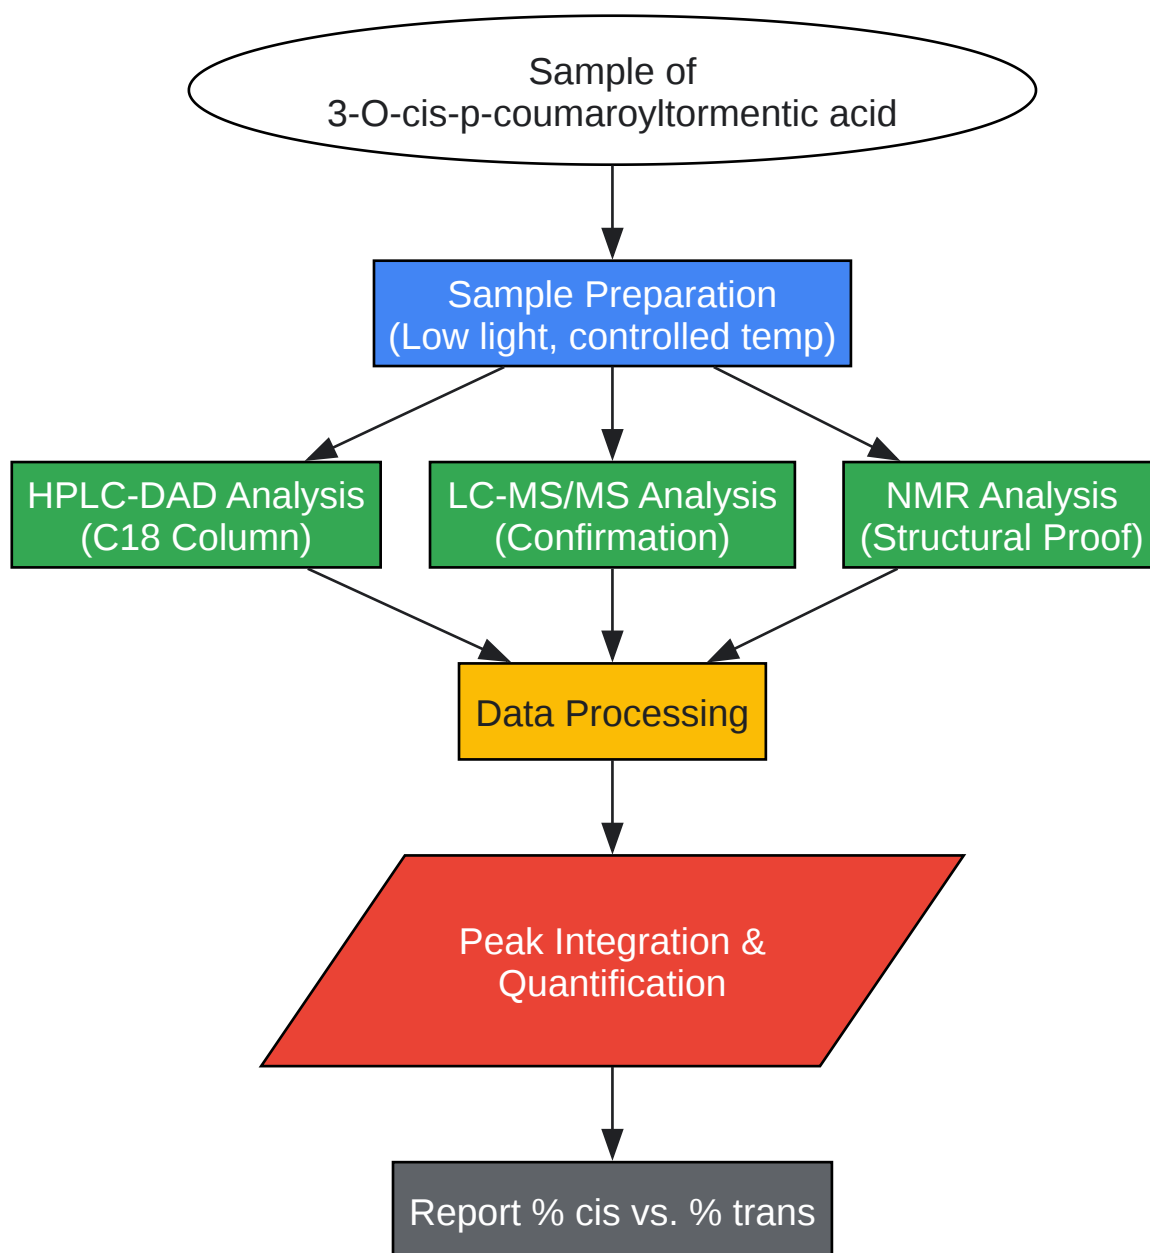 Sample of
3-O-cis-p-coumaroyltormentic acid
Sample Preparation
(Low light, controlled temp)
HPLC-DAD Analysis
(C18 Column)
LC-MS/MS Analysis
(Confirmation)
NMR Analysis
(Structural Proof)
Data Processing
Peak Integration &
Quantification
Report % cis vs. % trans